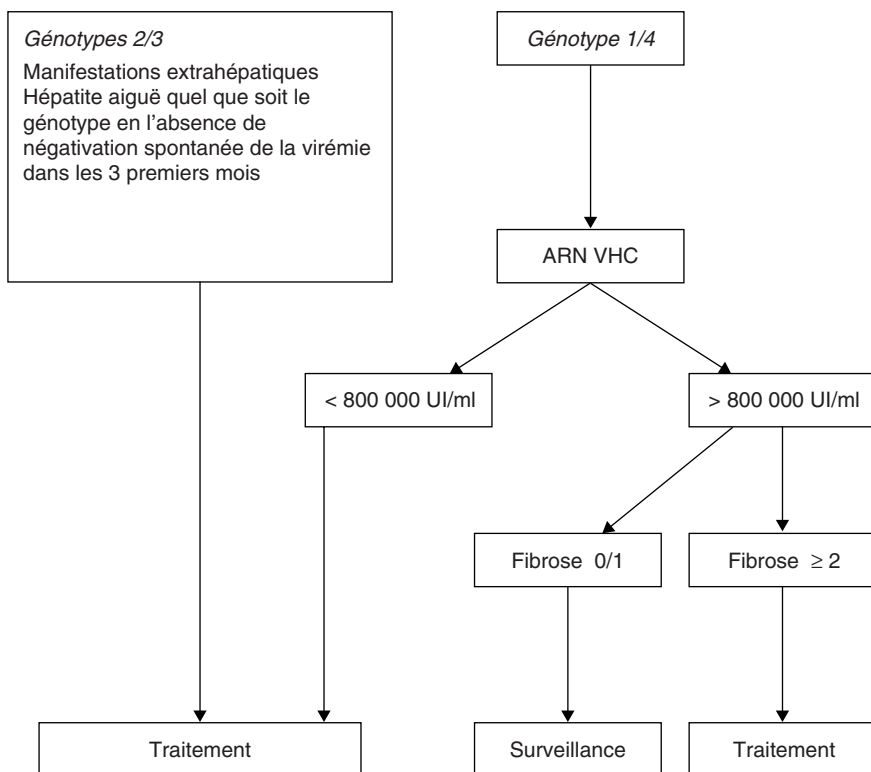 Génotypes 2/3
Manifestations extrahépatiques
Hépatite aiguë quel que soit le
génotype en l'absence de
négativation spontanée de la virémie
dans les 3 premiers mois
Génotype 1/4
ARN VHC
< 800 000 UI/ml
> 800 000 UI/ml
Fibrose 0/1
Fibrose ≥ 2
Traitement
Surveillance
Traitement